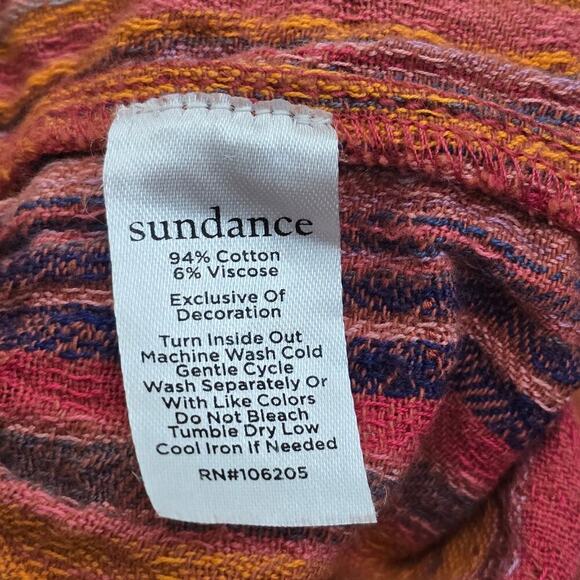 sundance
94% Cotton
6% Viscose
Exclusive Of
Decoration
Turn Inside Out
Machine Wash Cold
Gentle Cycle
Wash Separately Or
With Like Colors
Do Not Bleach
Tumble Dry Low
Cool Iron If Needed
RN#106205